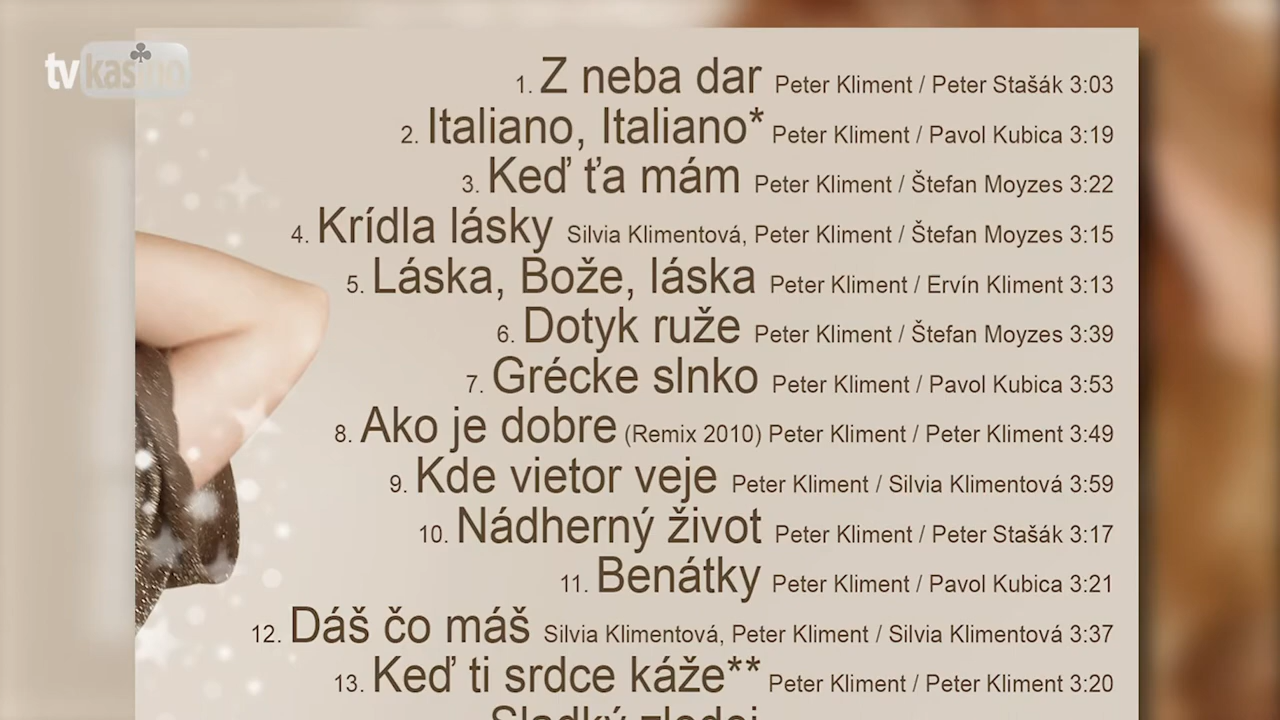 tv
1. Z neba dar Peter Kliment / Peter Stašák 3:03
2. Italiano, Italiano* Peter Kliment / Pavol Kubica 3:19
3. Keď ťa mám Peter Kliment / Štefan Moyzes 3:22
4. Krídla lásky Silvia Klimentová, Peter Kliment / Štefan Moyzes 3:15
5. Láska, Bože, láska Peter Kliment / Ervín Kliment 3:13
6. Dotyk ruže Peter Kliment / Štefan Moyzes 3:39
7. Grécke slnko Peter Kliment / Pavol Kubica 3:53
8. Ako je dobre (Remix 2010) Peter Kliment / Peter Kliment 3:49
9. Kde vietor veje Peter Kliment / Silvia Klimentová 3:59
10. Nádherný život Peter Kliment / Peter Stašák 3:17
11. Benátky Peter Kliment / Pavol Kubica 3:21
12. Dáš čo máš Silvia Klimentová, Peter Kliment / Silvia Klimentová 3:37
13. Keď ti srdce káže** Peter Kliment / Peter Kliment 3:20